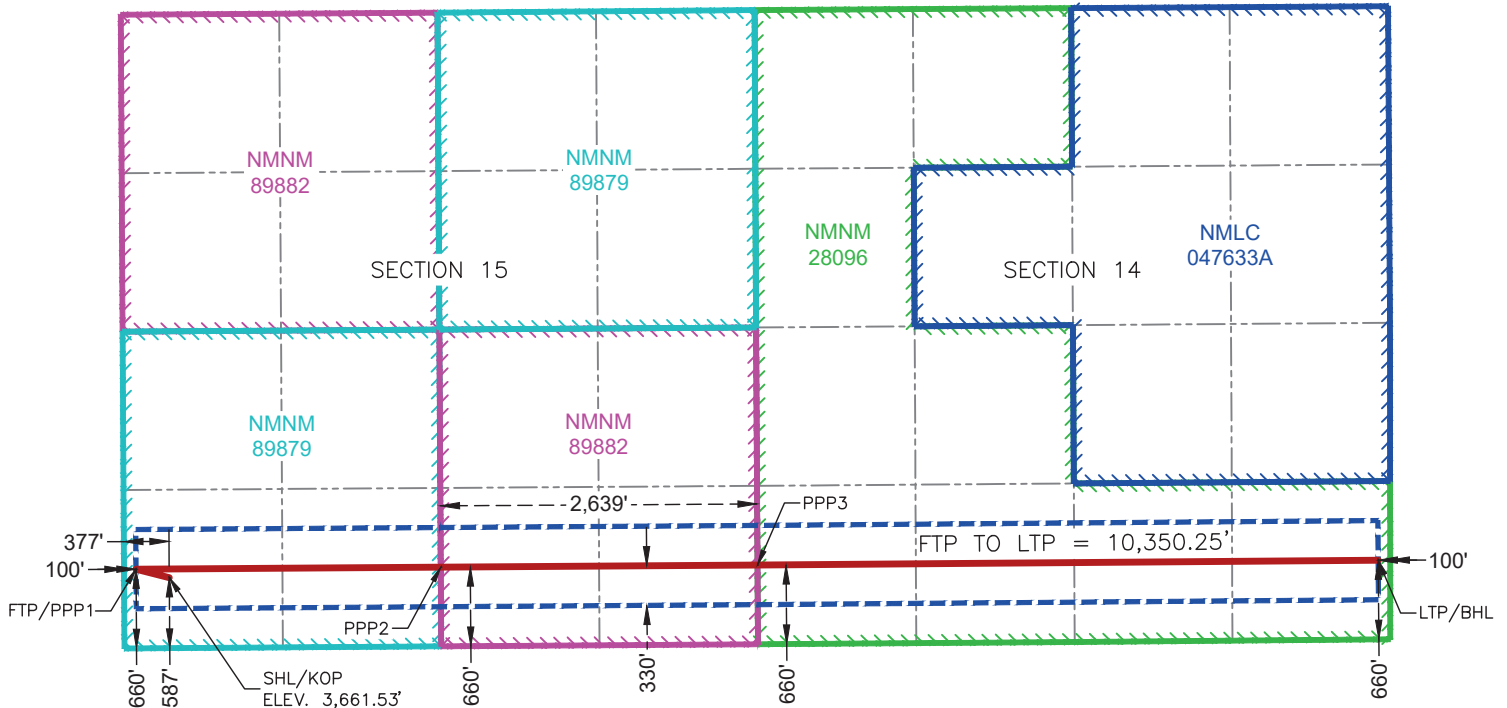 NMNM
89882
NMNM
89879
NMNM
28096
NMLC
047633A
SECTION 15
SECTION 14
NMNM
89879
NMNM
89882
2,639'
PPP3
377'
FTP TO LTP = 10,350.25'
100'
100'
FTP/PPP1
PPP2
LTP/BHL
SHL/KOP
ELEV. 3,661.53'
660'
587'
660'
330'
660'
660'